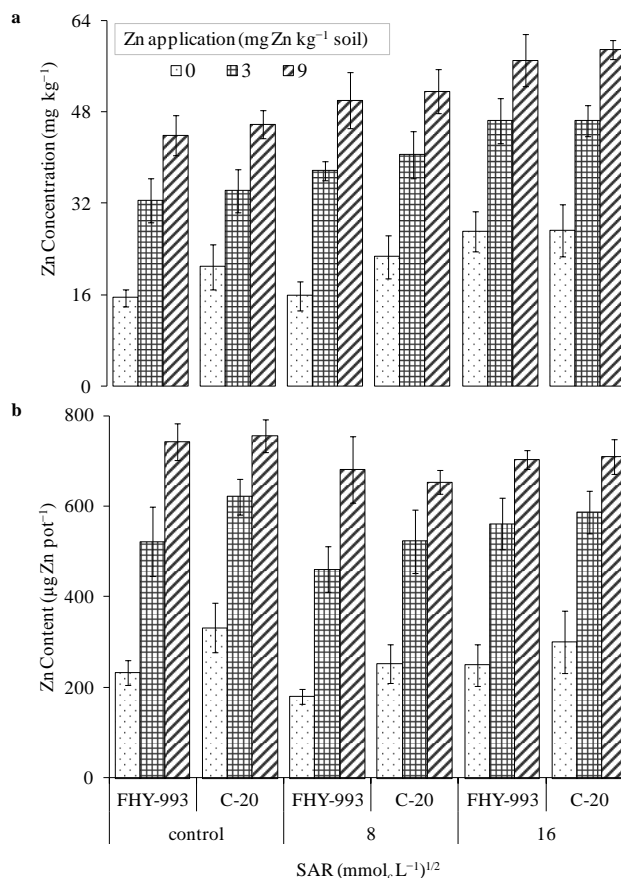 a
Zn application (mg Zn kg⁻¹ soil)
0 3 9
Zn Concentration (mg kg⁻¹)
64
48
32
16
0
b
Zn Content (µg Zn pot⁻¹)
800
600
400
200
0
FHY-993 C-20 FHY-993 C-20 FHY-993 C-20
control 8 16
SAR (mmolc L⁻¹)¹/²